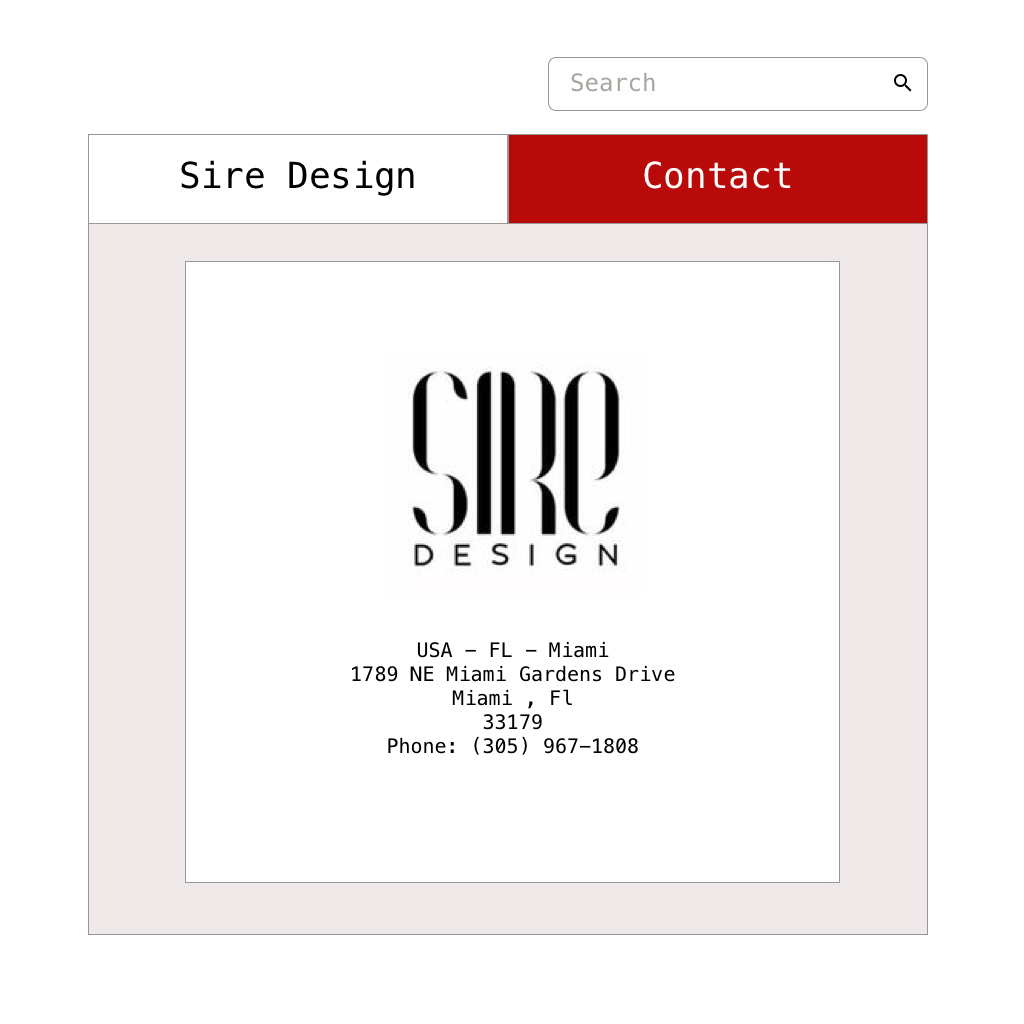 Search
Sire Design
Contact
SIRE
DESIGN
USA – FL – Miami
1789 NE Miami Gardens Drive
Miami , Fl
33179
Phone: (305) 967–1808